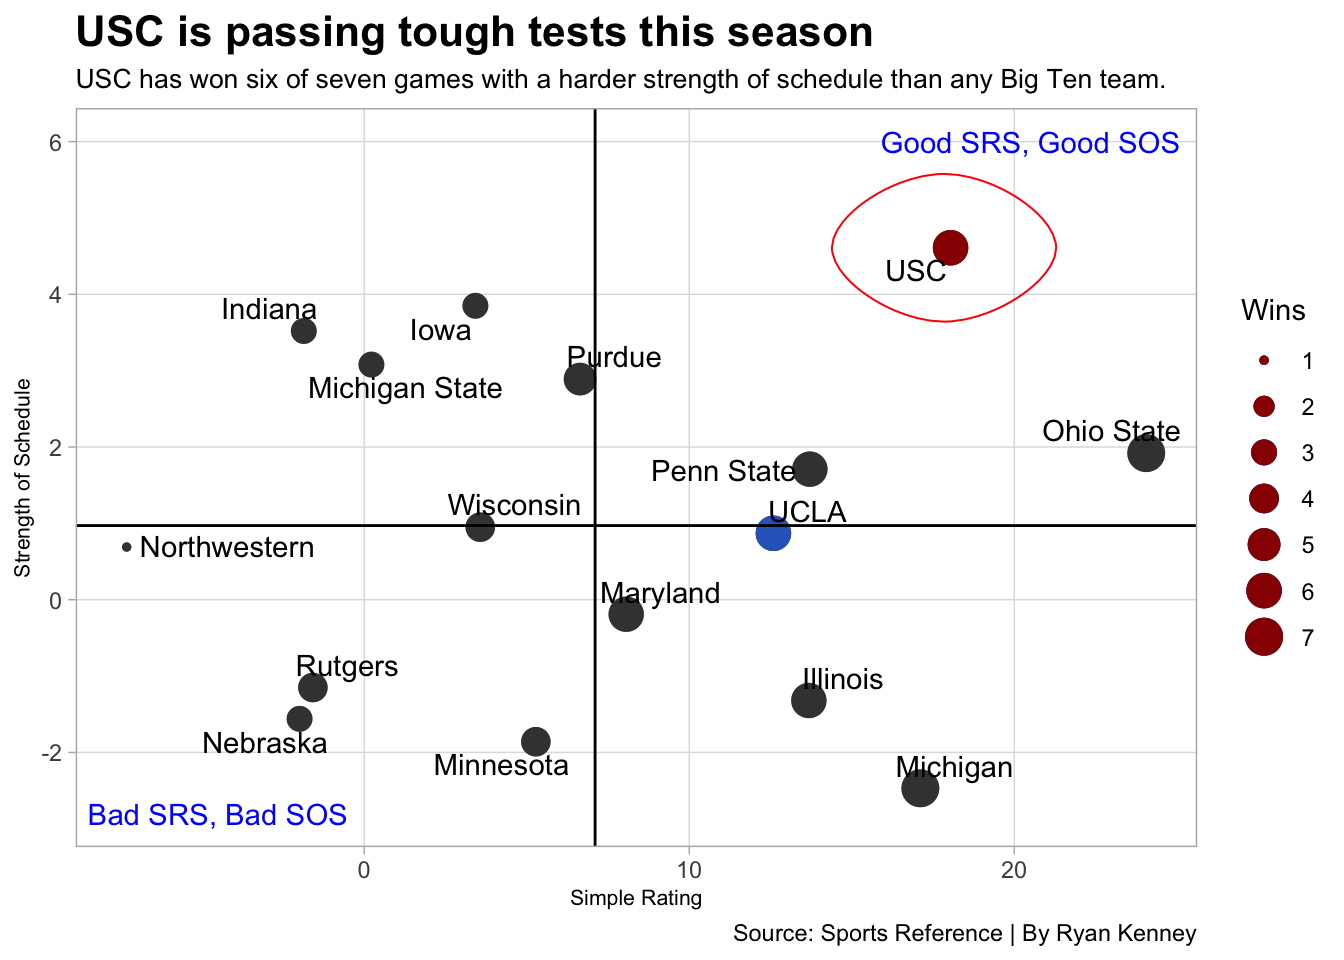 USC is passing tough tests this season
USC has won six of seven games with a harder strength of schedule than any Big Ten team.
6
Good SRS, Good SOS
USC
4
Indiana
Iowa
Purdue
Michigan State
2
Ohio State
Penn State
Wisconsin
UCLA
Northwestern
0
Maryland
Rutgers
Illinois
Nebraska
-2
Minnesota
Michigan
Bad SRS, Bad SOS
0
10
20
Strength of Schedule
Simple Rating
Wins
1
2
3
4
5
6
7
Source: Sports Reference | By Ryan Kenney